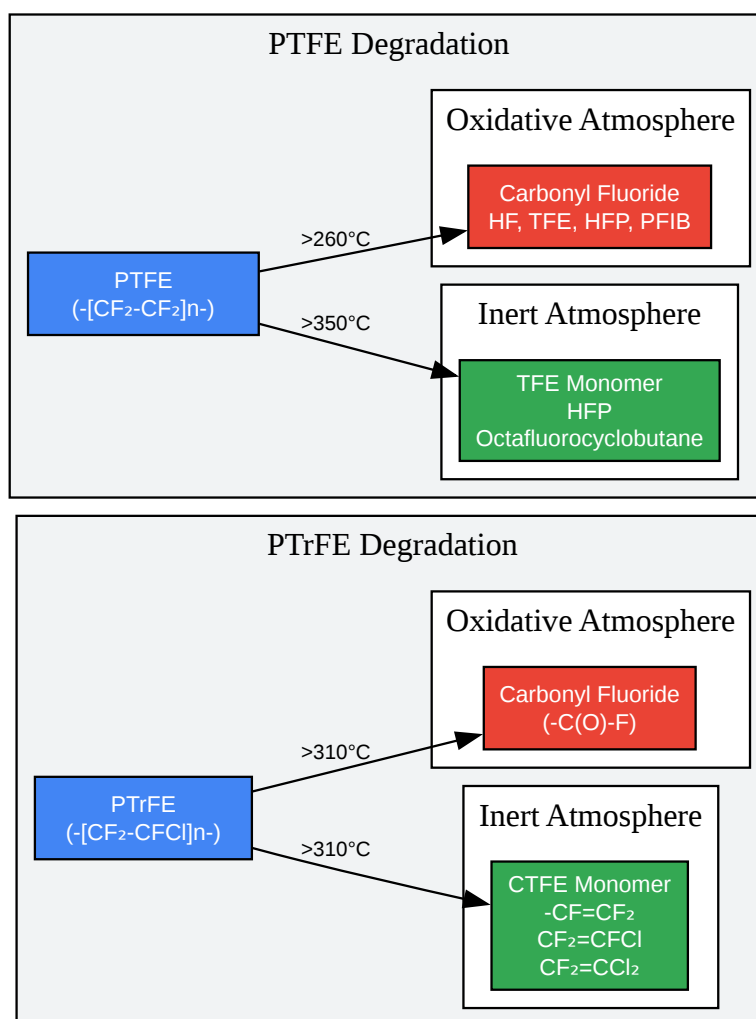 PTFE Degradation
Oxidative Atmosphere
Carbonyl Fluoride
HF, TFE, HFP, PFIB
>260°C
PTFE
(-[CF₂-CF₂]n-)
>350°C
Inert Atmosphere
TFE Monomer
HFP
Octafluorocyclobutane
PTrFE Degradation
Oxidative Atmosphere
Carbonyl Fluoride
(-C(O)-F)
>310°C
PTrFE
(-[CF₂-CFCl]n-)
>310°C
Inert Atmosphere
CTFE Monomer
-CF=CF₂
CF₂=CFCl
CF₂=CCl₂